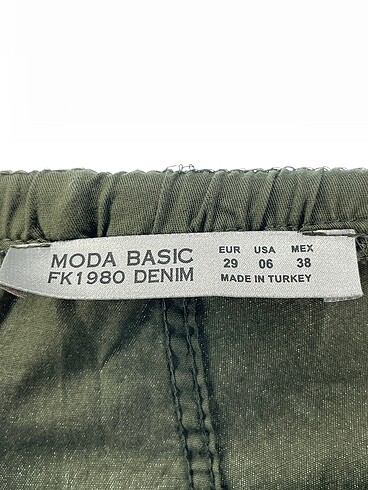 MODA BASIC
FK1980 DENIM
EUR USA MEX
29 06 38
MADE IN TURKEY